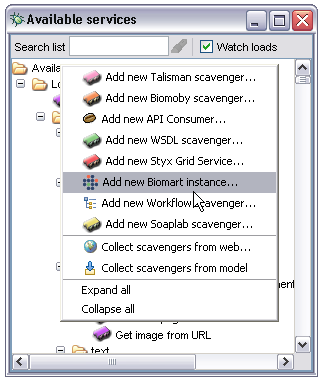 Available services
Search list
Watch loads
Availa
Lo
Add new Talisman scavenger...
Add new Biomoby scavenger...
Add new API Consumer...
Add new WSDL scavenger...
Add new Styx Grid Service...
Add new Biomart instance...
Add new Workflow scavenger...
Add new Soaplab scavenger...
Collect scavengers from web...
Collect scavengers from model
Expand all
ment
Collapse all
Get image from URL
text